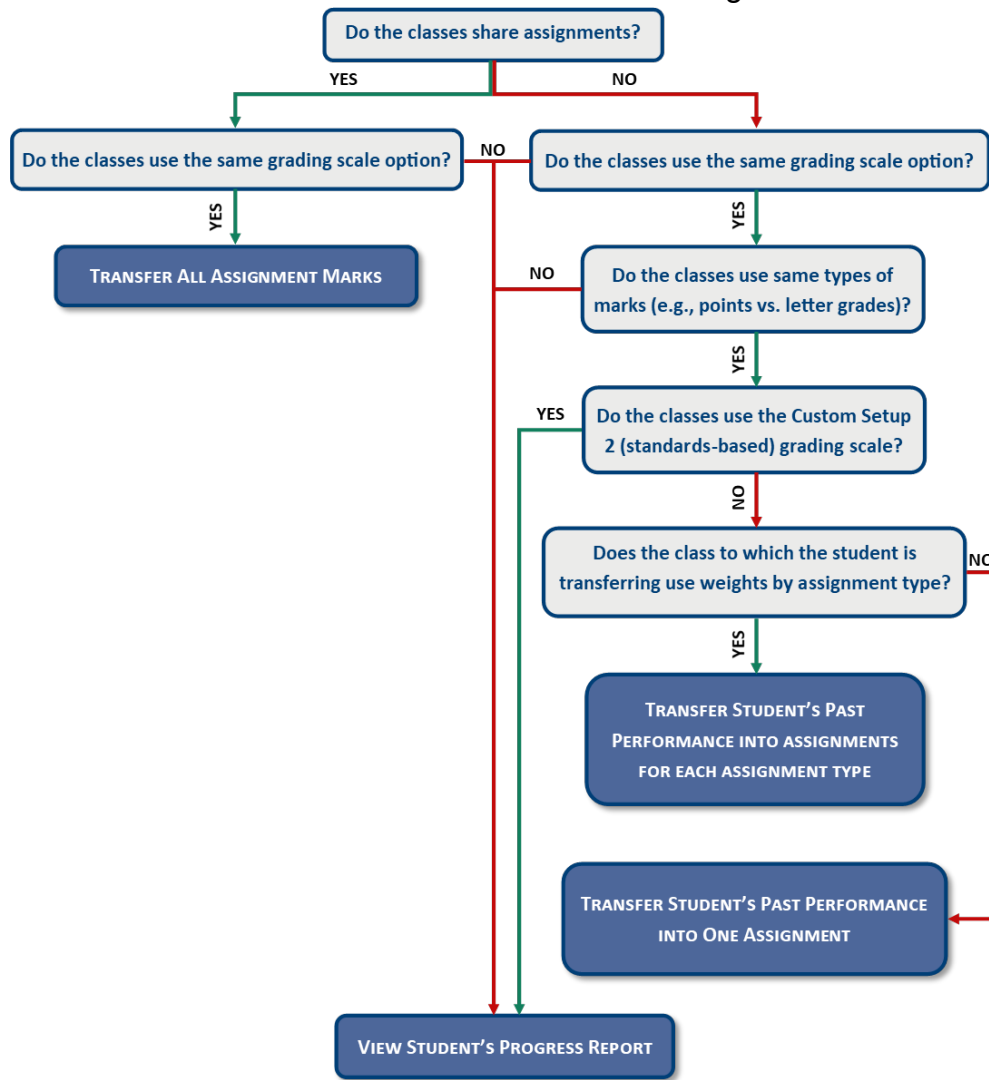 Do the classes share assignments?
YES
NO
Do the classes use the same grading scale option?
NO
Do the classes use the same grading scale option?
YES
YES
TRANSFER ALL ASSIGNMENT MARKS
NO
Do the classes use same types of
marks (e.g., points vs. letter grades)?
YES
YES
Do the classes use the Custom Setup
2 (standards-based) grading scale?
NO
Does the class to which the student is
transferring use weights by assignment type?
NO
YES
TRANSFER STUDENT’S PAST
PERFORMANCE INTO ASSIGNMENTS
FOR EACH ASSIGNMENT TYPE
TRANSFER STUDENT’S PAST PERFORMANCE
INTO ONE ASSIGNMENT
VIEW STUDENT’S PROGRESS REPORT